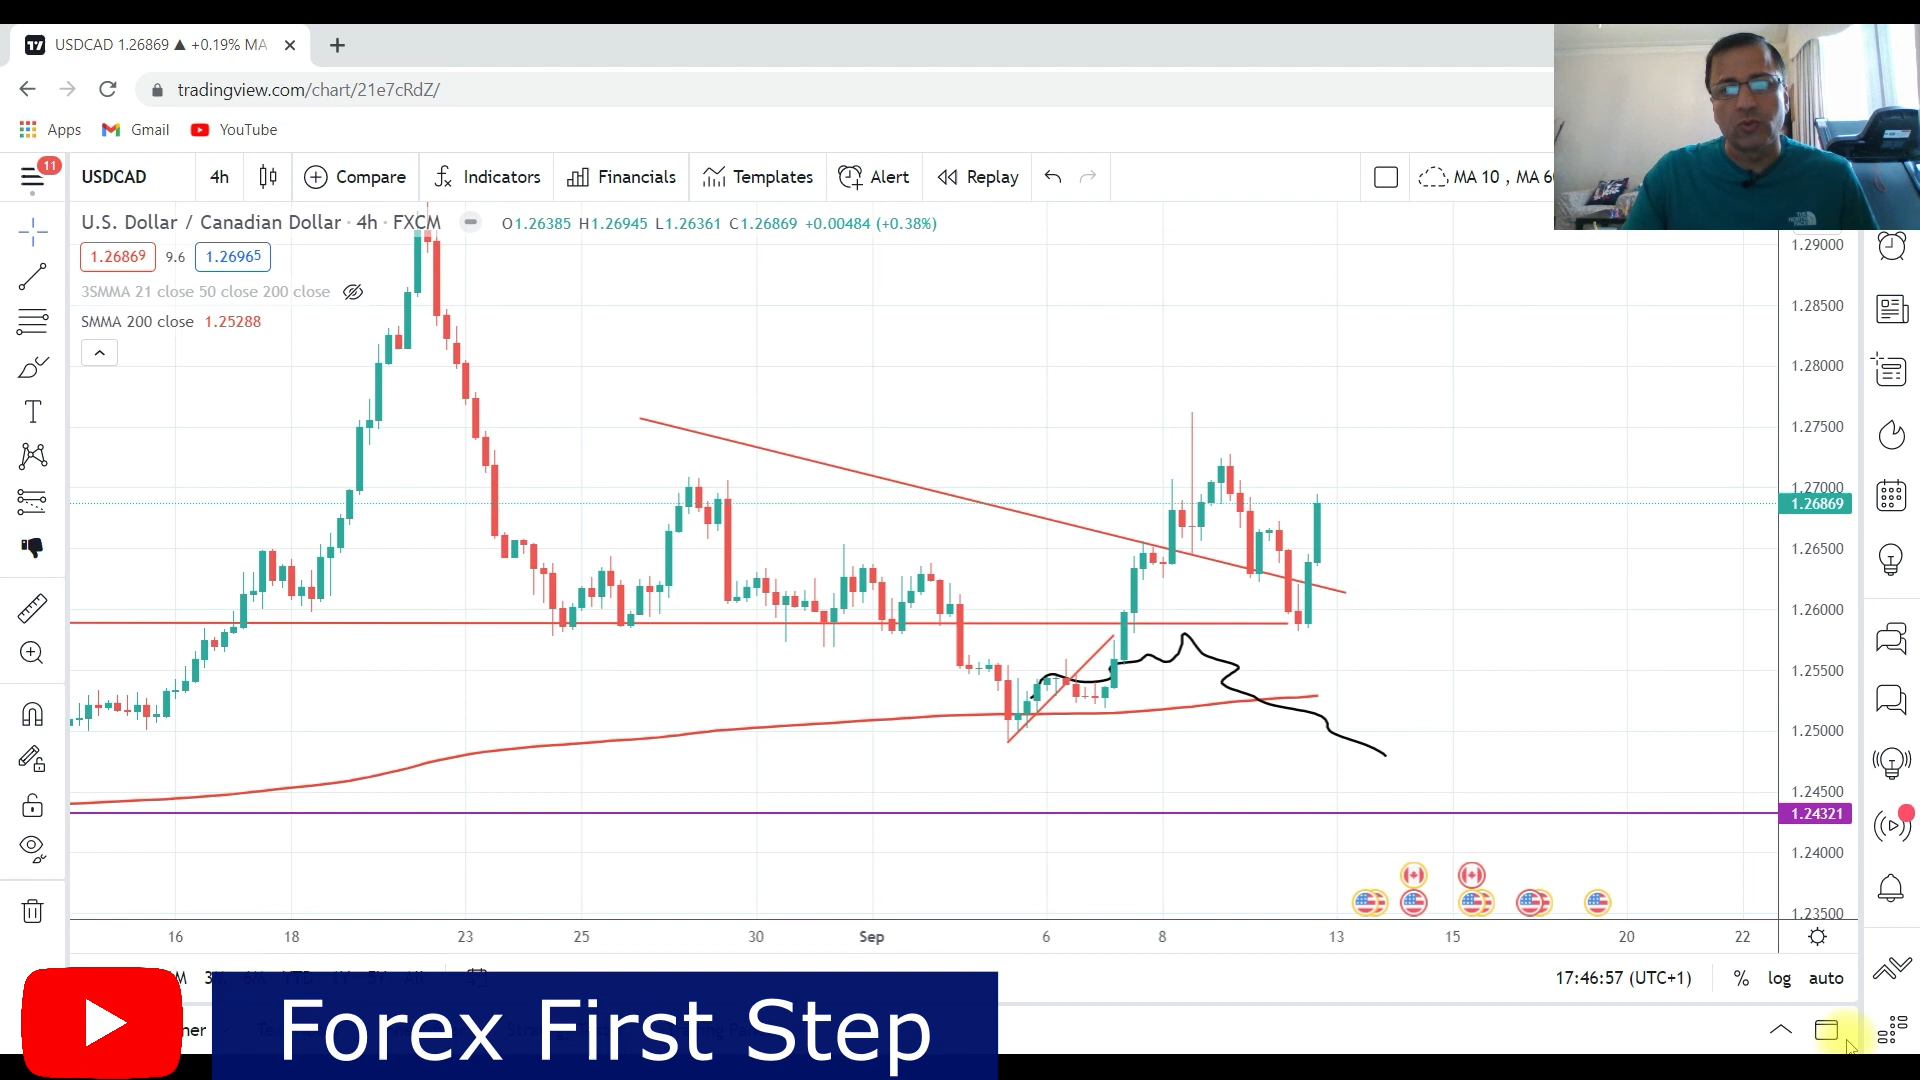 USDCAD 1.26869 ▲ +0.19% MA
tradingview.com/chart/21e7cRdZ/
Apps Gmail YouTube
11
USDCAD 4h Compare Indicators Financials Templates Alert Replay MA 10 , MA 6
U.S. Dollar / Canadian Dollar · 4h · FXCM O1.26385 H1.26945 L1.26361 C1.26869 +0.00484 (+0.38%)
1.26869 9.6 1.26965
3SMMA 21 close 50 close 200 close
SMMA 200 close 1.25288
1.29000
1.28500
1.28000
1.27500
1.27000
1.26869
1.26500
1.26000
1.25500
1.25000
1.24500
1.24321
1.24000
1.23500
16 18 23 25 30 Sep 6 8 13 15 20 22
17:46:57 (UTC+1) % log auto
Forex First Step